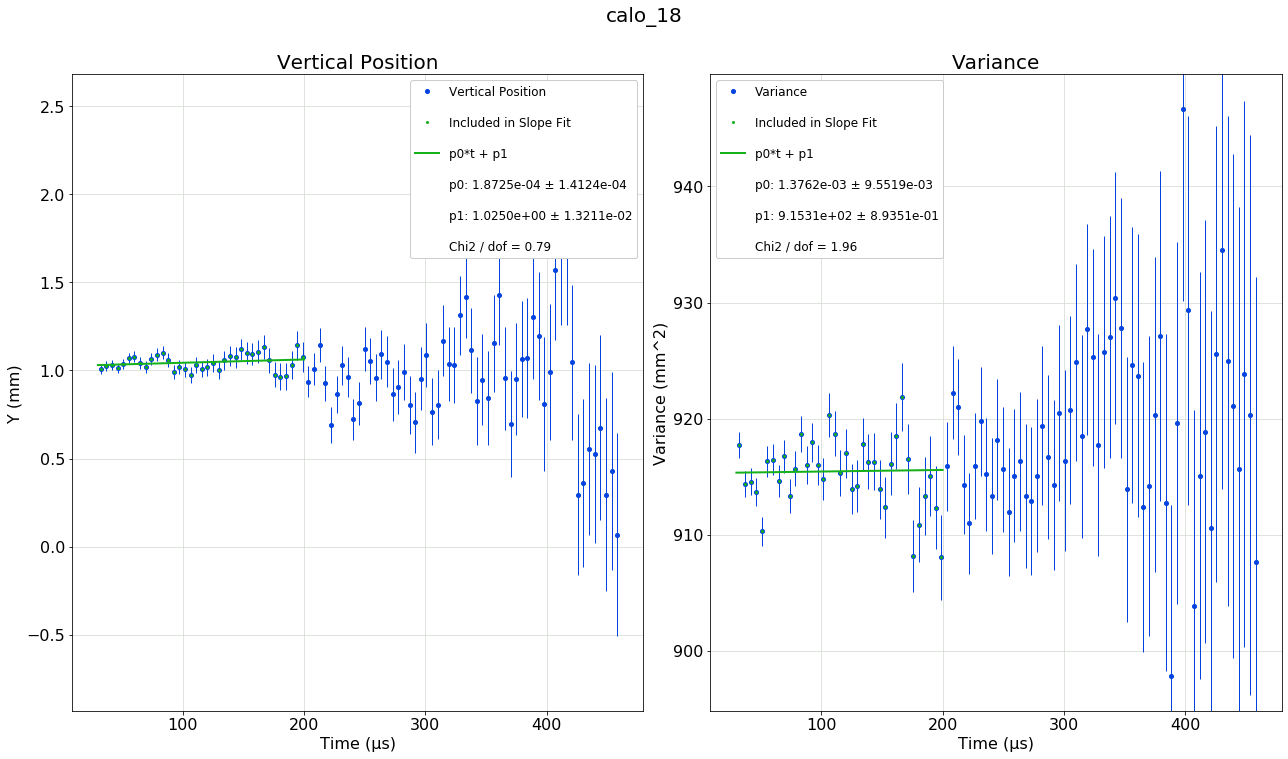 calo_18
Vertical Position
Vertical Position
Included in Slope Fit
p0*t + p1
p0: 1.8725e-04 ± 1.4124e-04
p1: 1.0250e+00 ± 1.3211e-02
Chi2 / dof = 0.79
2.5
2.0
1.5
1.0
0.5
0.0
−0.5
Y (mm)
100 200 300 400
Time (µs)
Variance
Variance
Included in Slope Fit
p0*t + p1
p0: 1.3762e-03 ± 9.5519e-03
p1: 9.1531e+02 ± 8.9351e-01
Chi2 / dof = 1.96
940
930
920
910
900
Variance (mm^2)
100 200 300 400
Time (µs)